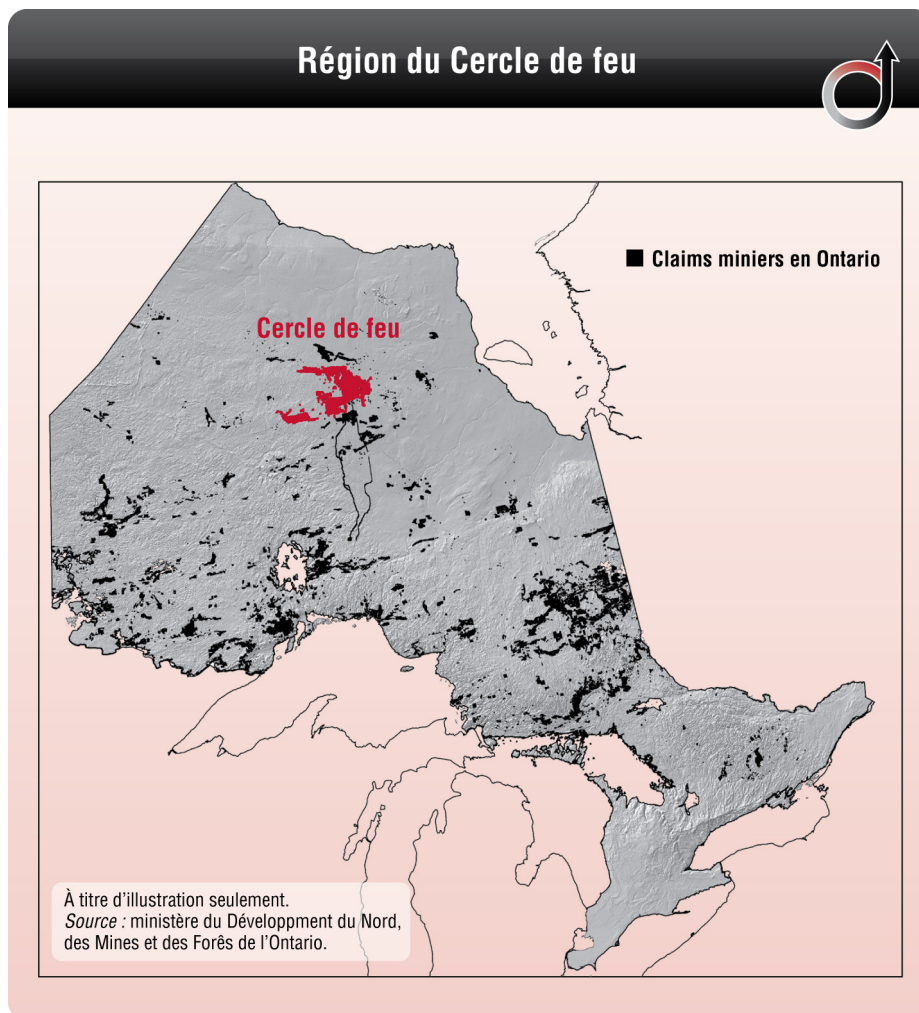 Région du Cercle de feu
Claims miniers en Ontario
Cercle de feu
À titre d’illustration seulement.
Source : ministère du Développment du Nord,
des Mines et des Forês de l’Ontario.